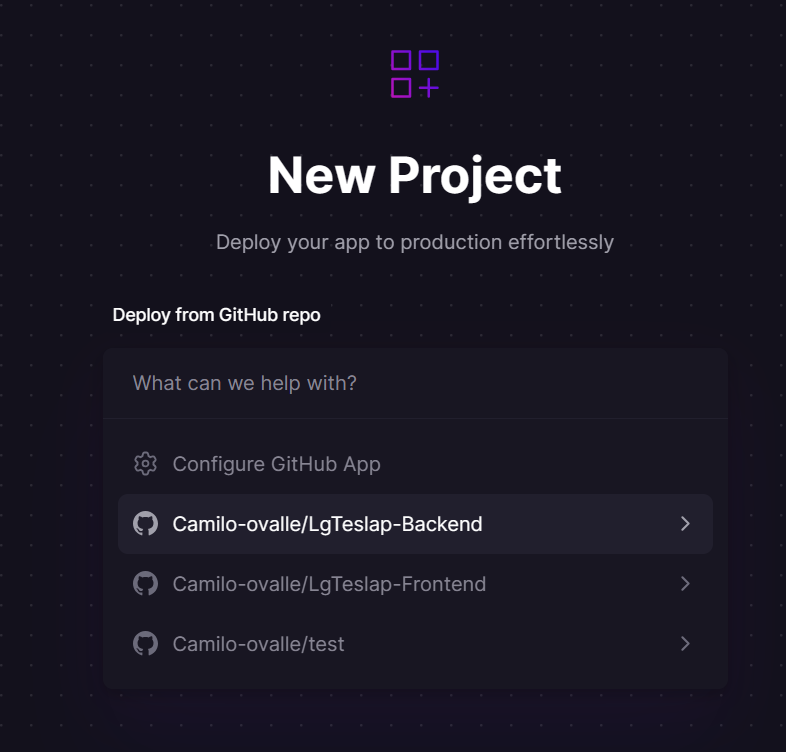 New Project
Deploy your app to production effortlessly
Deploy from GitHub repo
What can we help with?
Configure GitHub App
Camilo-ovalle/LgTeslap-Backend
Camilo-ovalle/LgTeslap-Frontend
Camilo-ovalle/test